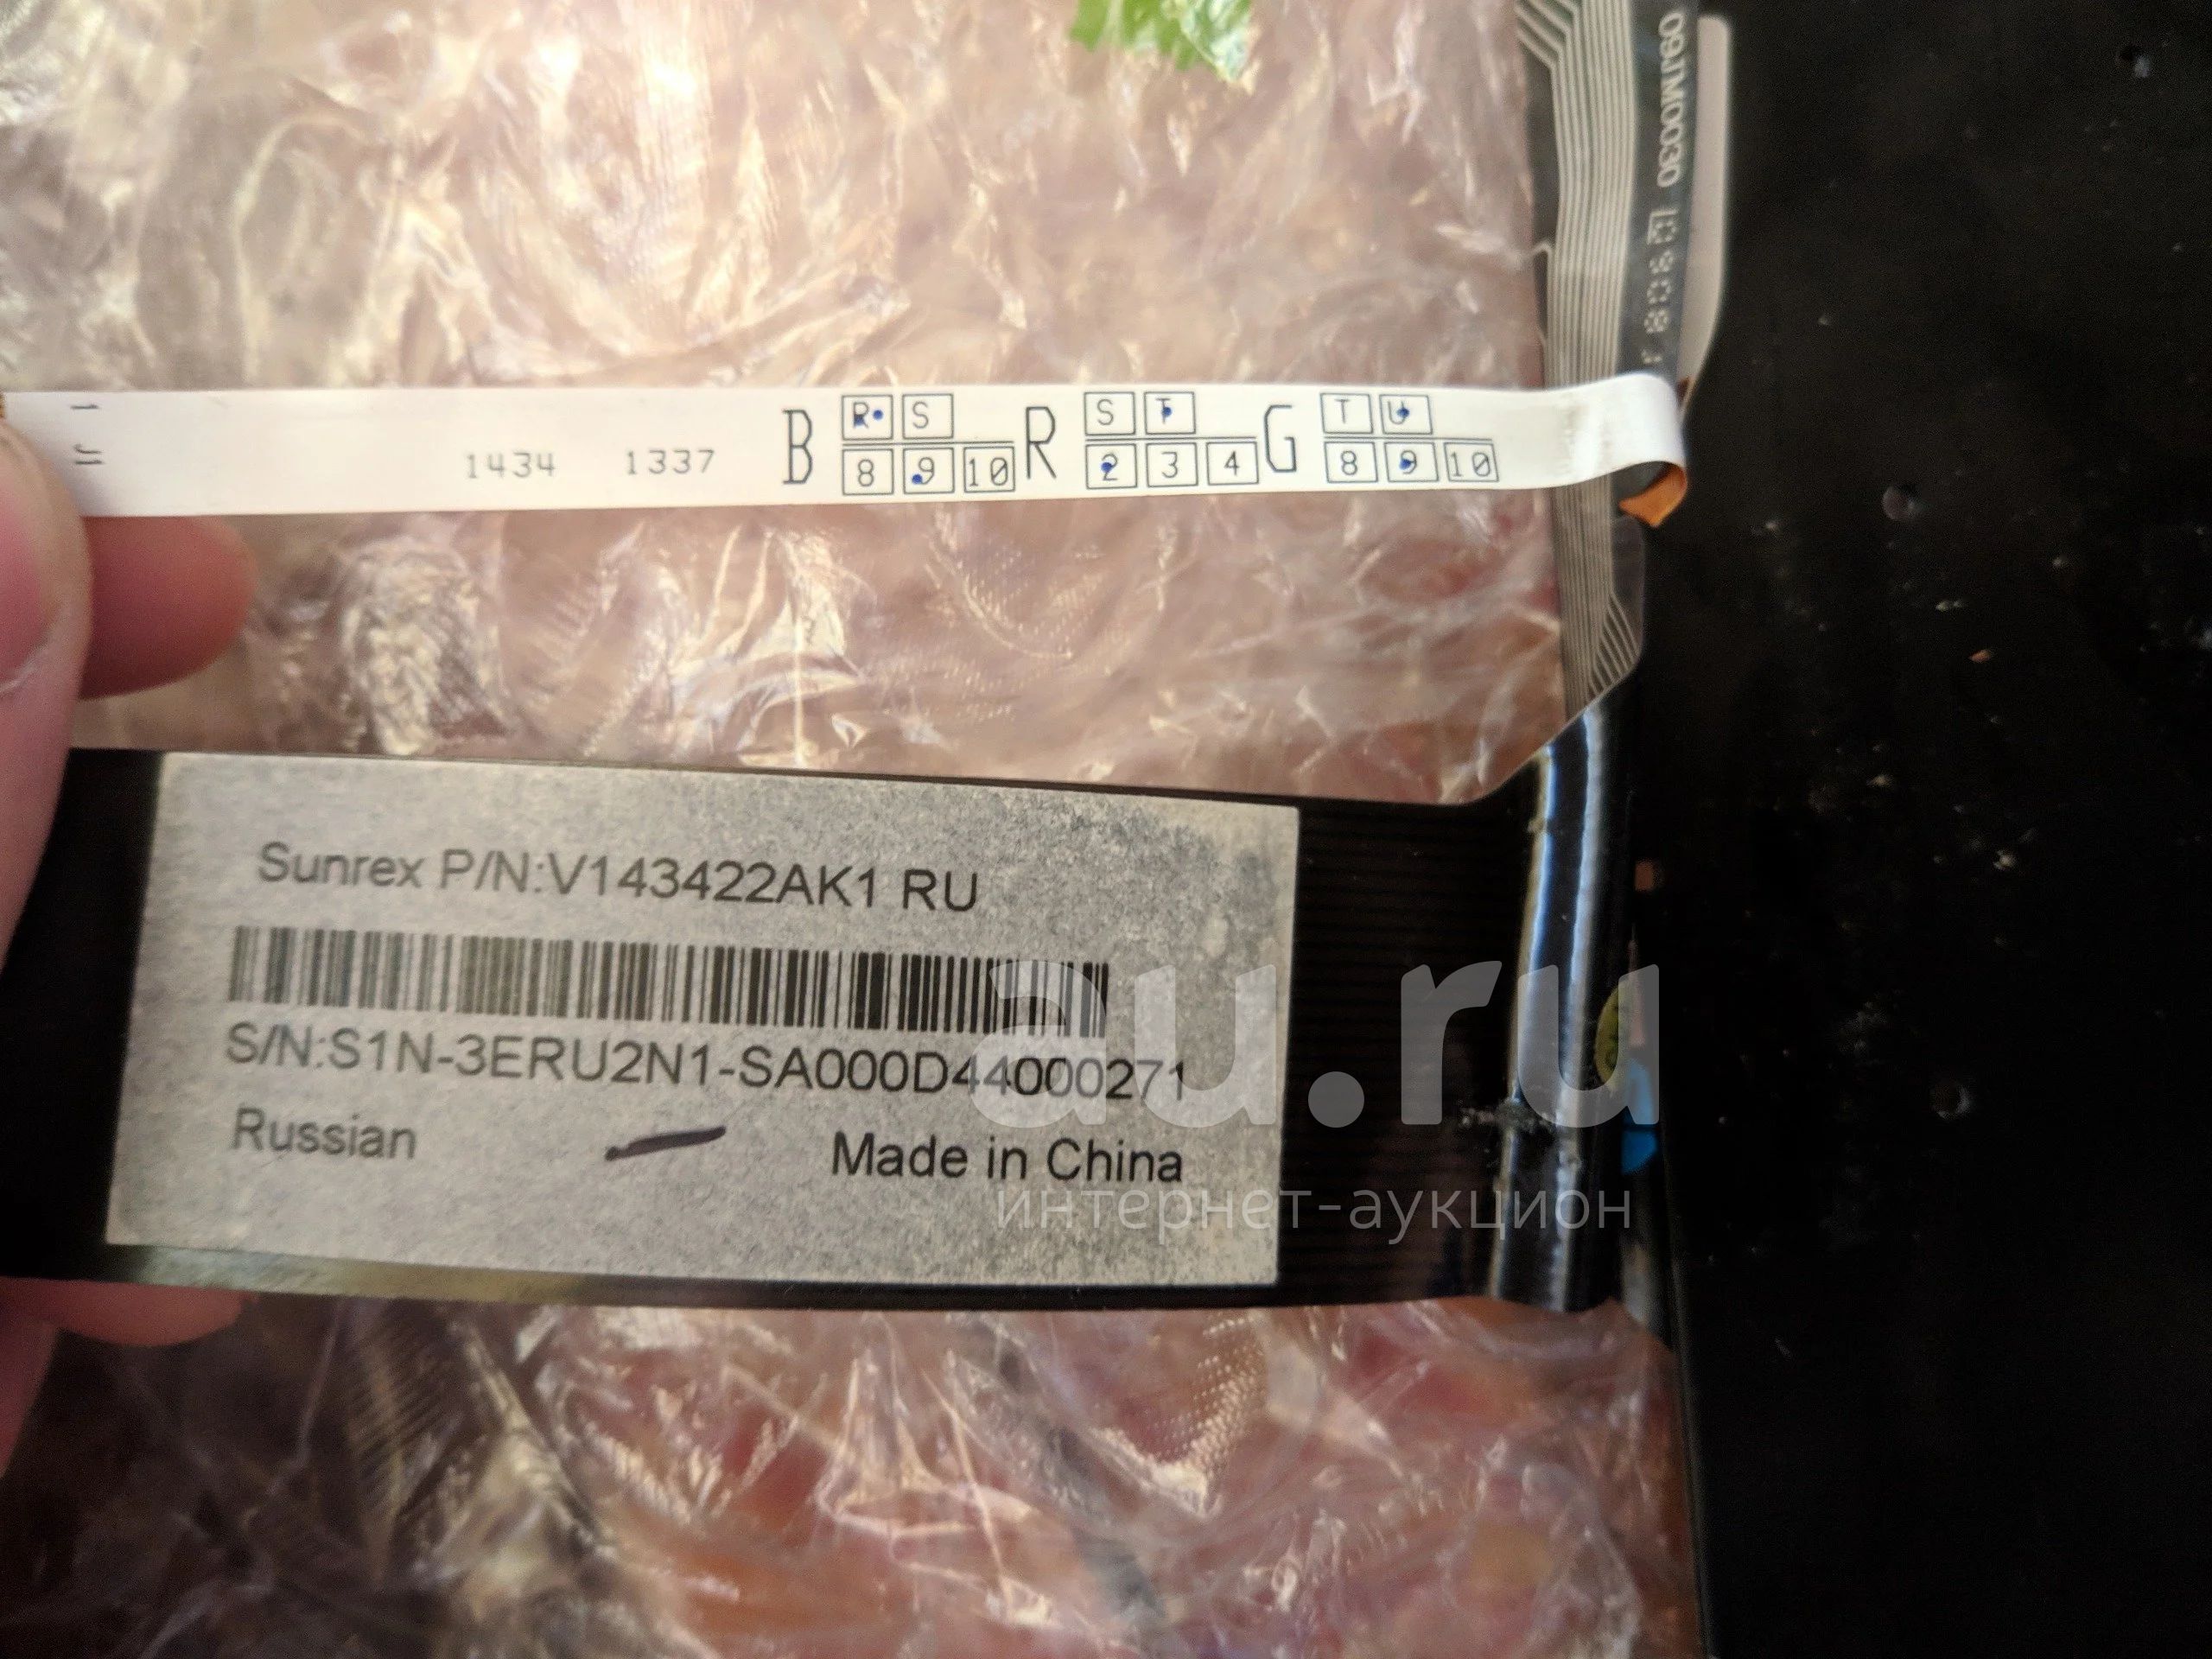 09JM0030
1434 1337 B R S 8 9 10 R S T 2 3 4 G T U 8 9 10
Sunrex P/N:V143422AK1 RU
S/N:S1N-3ERU2N1-SA000D44000271
Russian Made in China
au.ru
интернет-аукцион